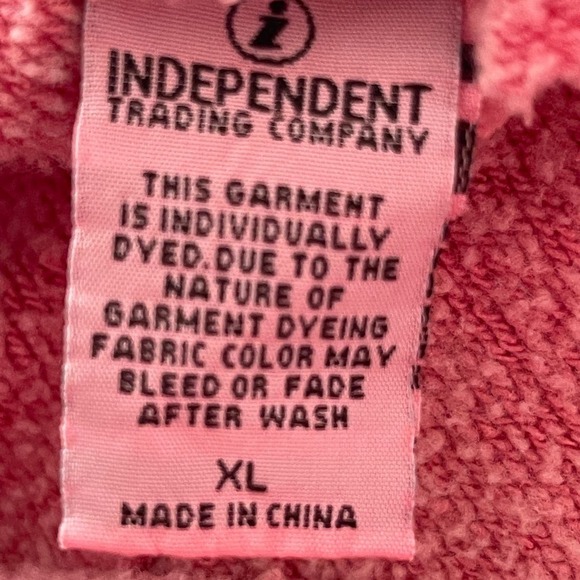 INDEPENDENT
TRADING COMPANY
THIS GARMENT
IS INDIVIDUALLY
DYED.DUE TO THE
NATURE OF
GARMENT DYEING
FABRIC COLOR MAY
BLEED OR FADE
AFTER WASH
XL
MADE IN CHINA